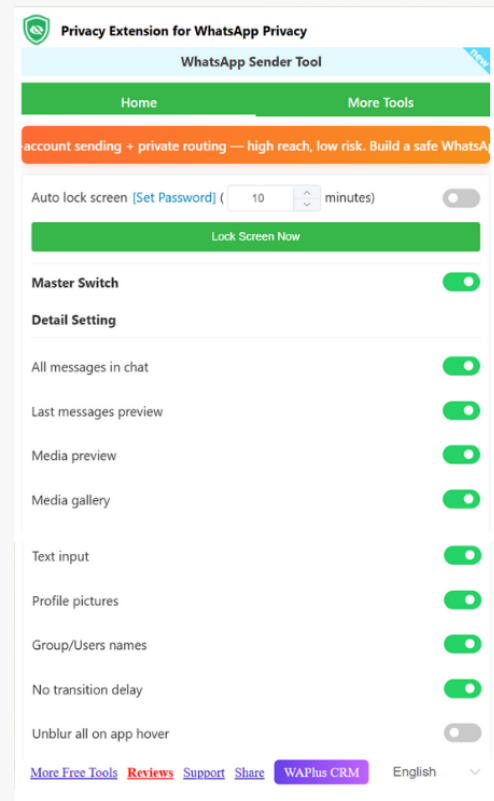 Privacy Extension for WhatsApp Privacy
WhatsApp Sender Tool
new
Home More Tools
account sending + private routing — high reach, low risk. Build a safe WhatsA
Auto lock screen [Set Password] ( 10 minutes)
Lock Screen Now
Master Switch
Detail Setting
All messages in chat
Last messages preview
Media preview
Media gallery
Text input
Profile pictures
Group/Users names
No transition delay
Unblur all on app hover
More Free Tools Reviews Support Share WAPlus CRM English